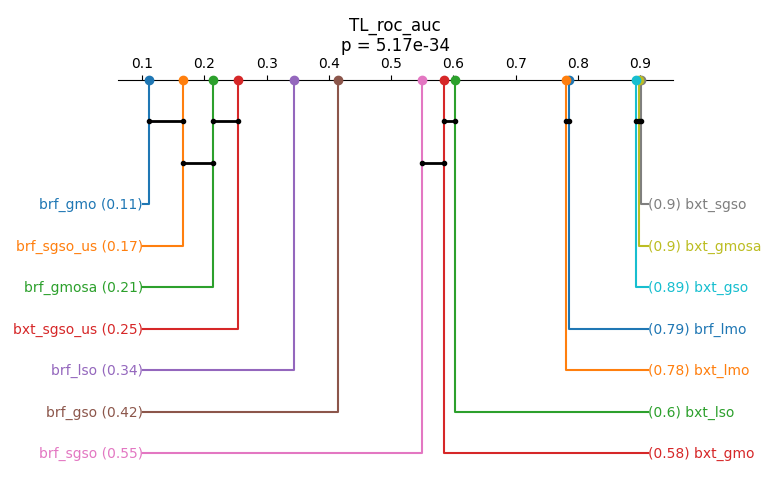 TL_roc_auc
p = 5.17e-34
0.1 0.2 0.3 0.4 0.5 0.6 0.7 0.8 0.9
brf_gmo (0.11) (0.9) bxt_sgso
brf_sgso_us (0.17) (0.9) bxt_gmosa
brf_gmosa (0.21) (0.89) bxt_gso
bxt_sgso_us (0.25) (0.79) brf_lmo
brf_lso (0.34) (0.78) bxt_lmo
brf_gso (0.42) (0.6) bxt_lso
brf_sgso (0.55) (0.58) bxt_gmo